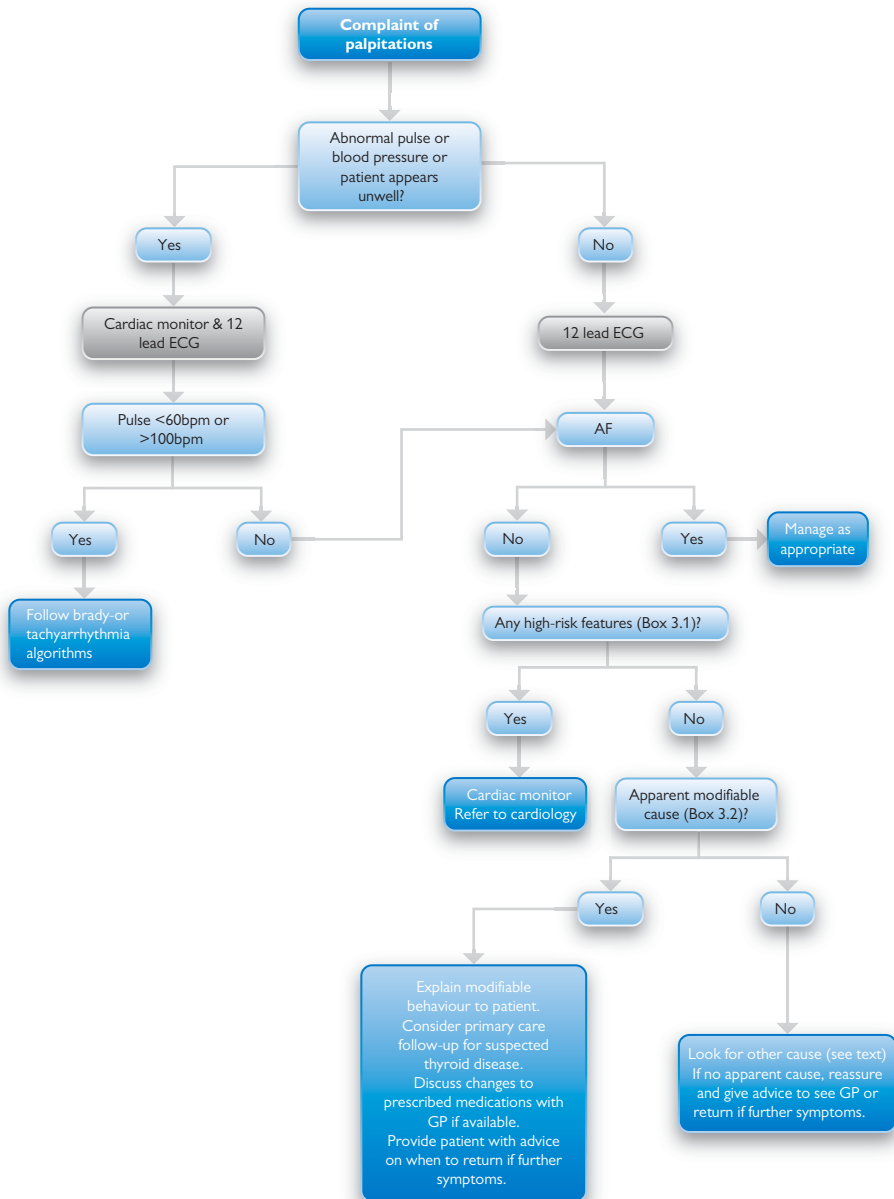 Complaint of
palpitations
Abnormal pulse or
blood pressure or
patient appears
unwell?
Yes
No
Cardiac monitor & 12
lead ECG
12 lead ECG
Pulse <60bpm or
>100bpm
AF
Yes
No
No
Yes
Manage as
appropriate
Follow brady-or
tachyarrhythmia
algorithms
Any high-risk features (Box 3.1)?
Yes
No
Cardiac monitor
Refer to cardiology
Apparent modifiable
cause (Box 3.2)?
Yes
No
Explain modifiable
behaviour to patient.
Consider primary care
follow-up for suspected
thyroid disease.
Discuss changes to
prescribed medications with
GP if available.
Provide patient with advice
on when to return if further
symptoms.
Look for other cause (see text)
If no apparent cause, reassure
and give advice to see GP or
return if further symptoms.